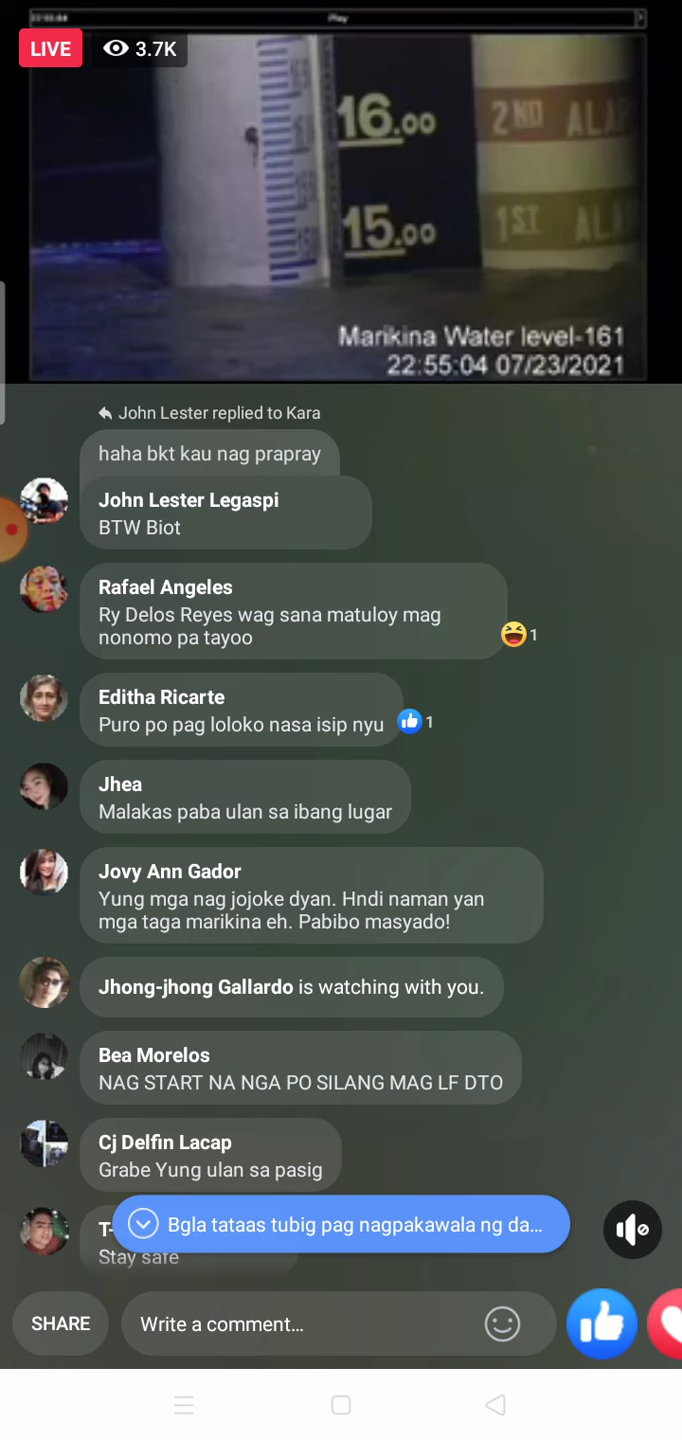 22:55:04
Play
LIVE
3.7K
16.00
2ND
15.00
1ST
Marikina Water level-161
22:55:04 07/23/2021
John Lester replied to Kara
haha bkt kau nag prapray
John Lester Legaspi
BTW Biot
Rafael Angeles
Ry Delos Reyes wag sana matuloy mag
nonomo pa tayoo
1
Editha Ricarte
Puro po pag loloko nasa isip nyu
1
Jhea
Malakas paba ulan sa ibang lugar
Jovy Ann Gador
Yung mga nag jojoke dyan. Hndi naman yan
mga taga marikina eh. Pabibo masyado!
Jhong-jhong Gallardo is watching with you.
Bea Morelos
NAG START NA NGA PO SILANG MAG LF DTO
Cj Delfin Lacap
Grabe Yung ulan sa pasig
T-
Bgla tataas tubig pag nagpakawala ng da...
Stay safe
SHARE
Write a comment...